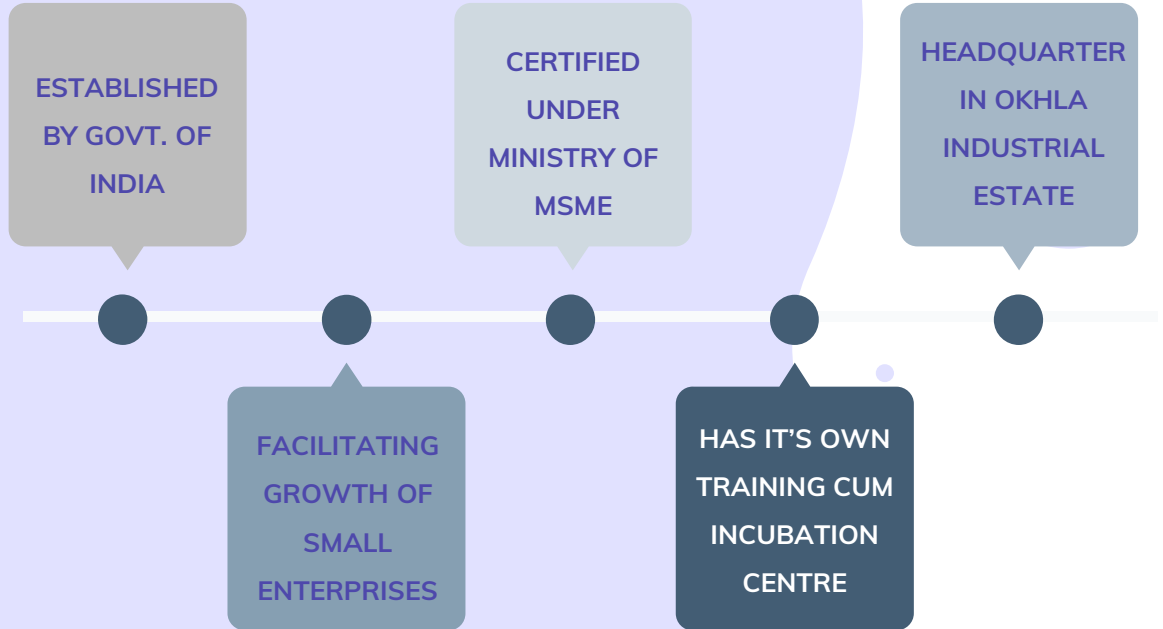 ESTABLISHED
BY GOVT. OF
INDIA
FACILITATING
GROWTH OF
SMALL
ENTERPRISES
CERTIFIED
UNDER
MINISTRY OF
MSME
HAS IT’S OWN
TRAINING CUM
INCUBATION
CENTRE
HEADQUARTER
IN OKHLA
INDUSTRIAL
ESTATE